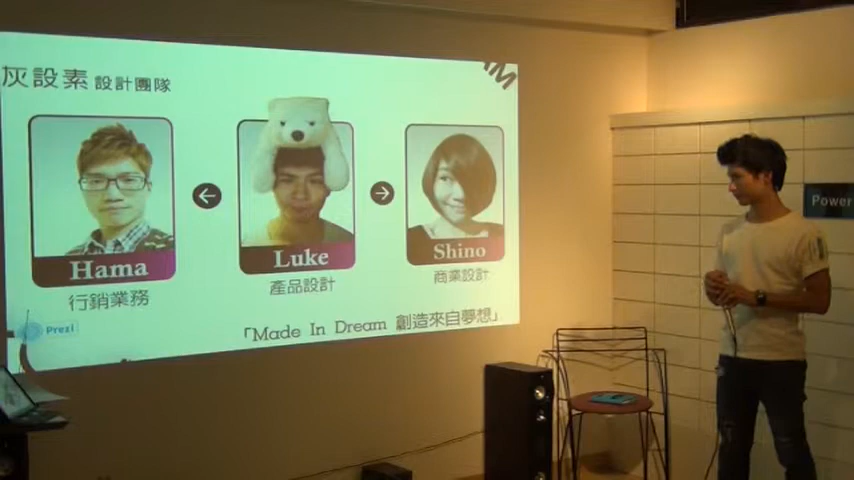 灰設素 設計團隊
Hama
行銷業務
Luke
產品設計
Shino
商業設計
Prezi
「Made In Dream 創造來自夢想」
Power